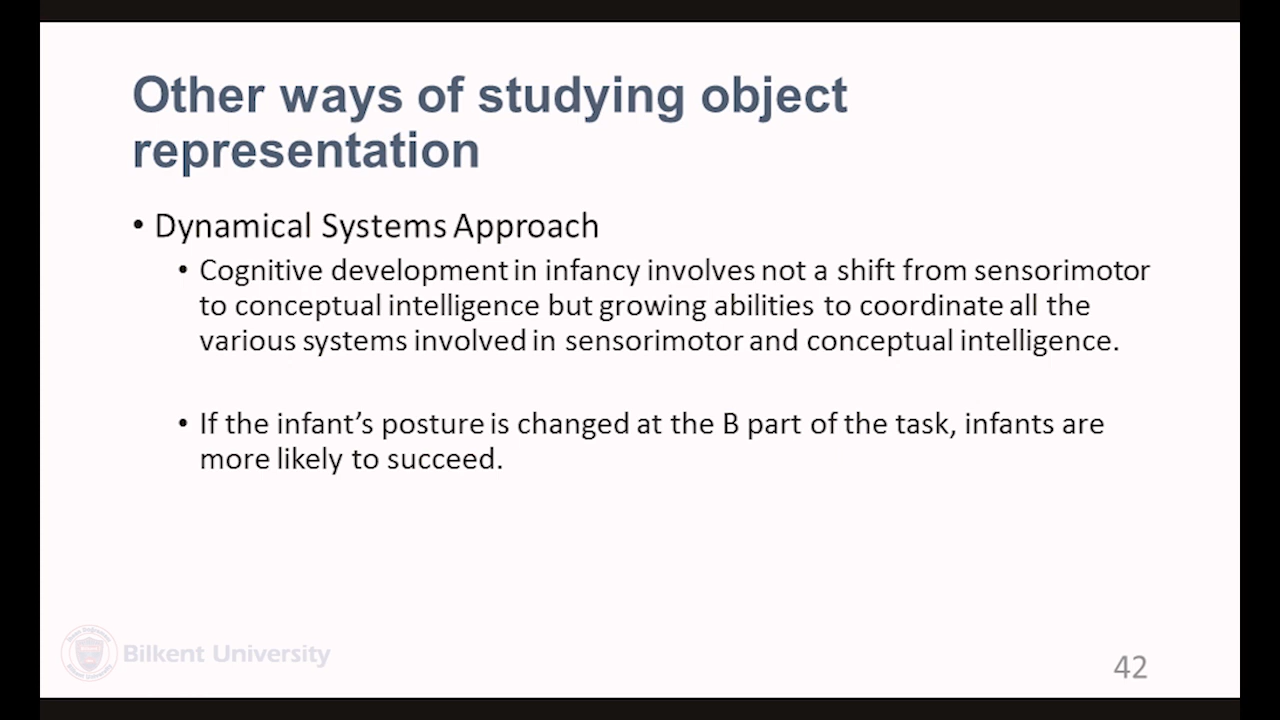 Other ways of studying object
representation
• Dynamical Systems Approach
• Cognitive development in infancy involves not a shift from sensorimotor
to conceptual intelligence but growing abilities to coordinate all the
various systems involved in sensorimotor and conceptual intelligence.
• If the infant’s posture is changed at the B part of the task, infants are
more likely to succeed.
Bilkent University
42